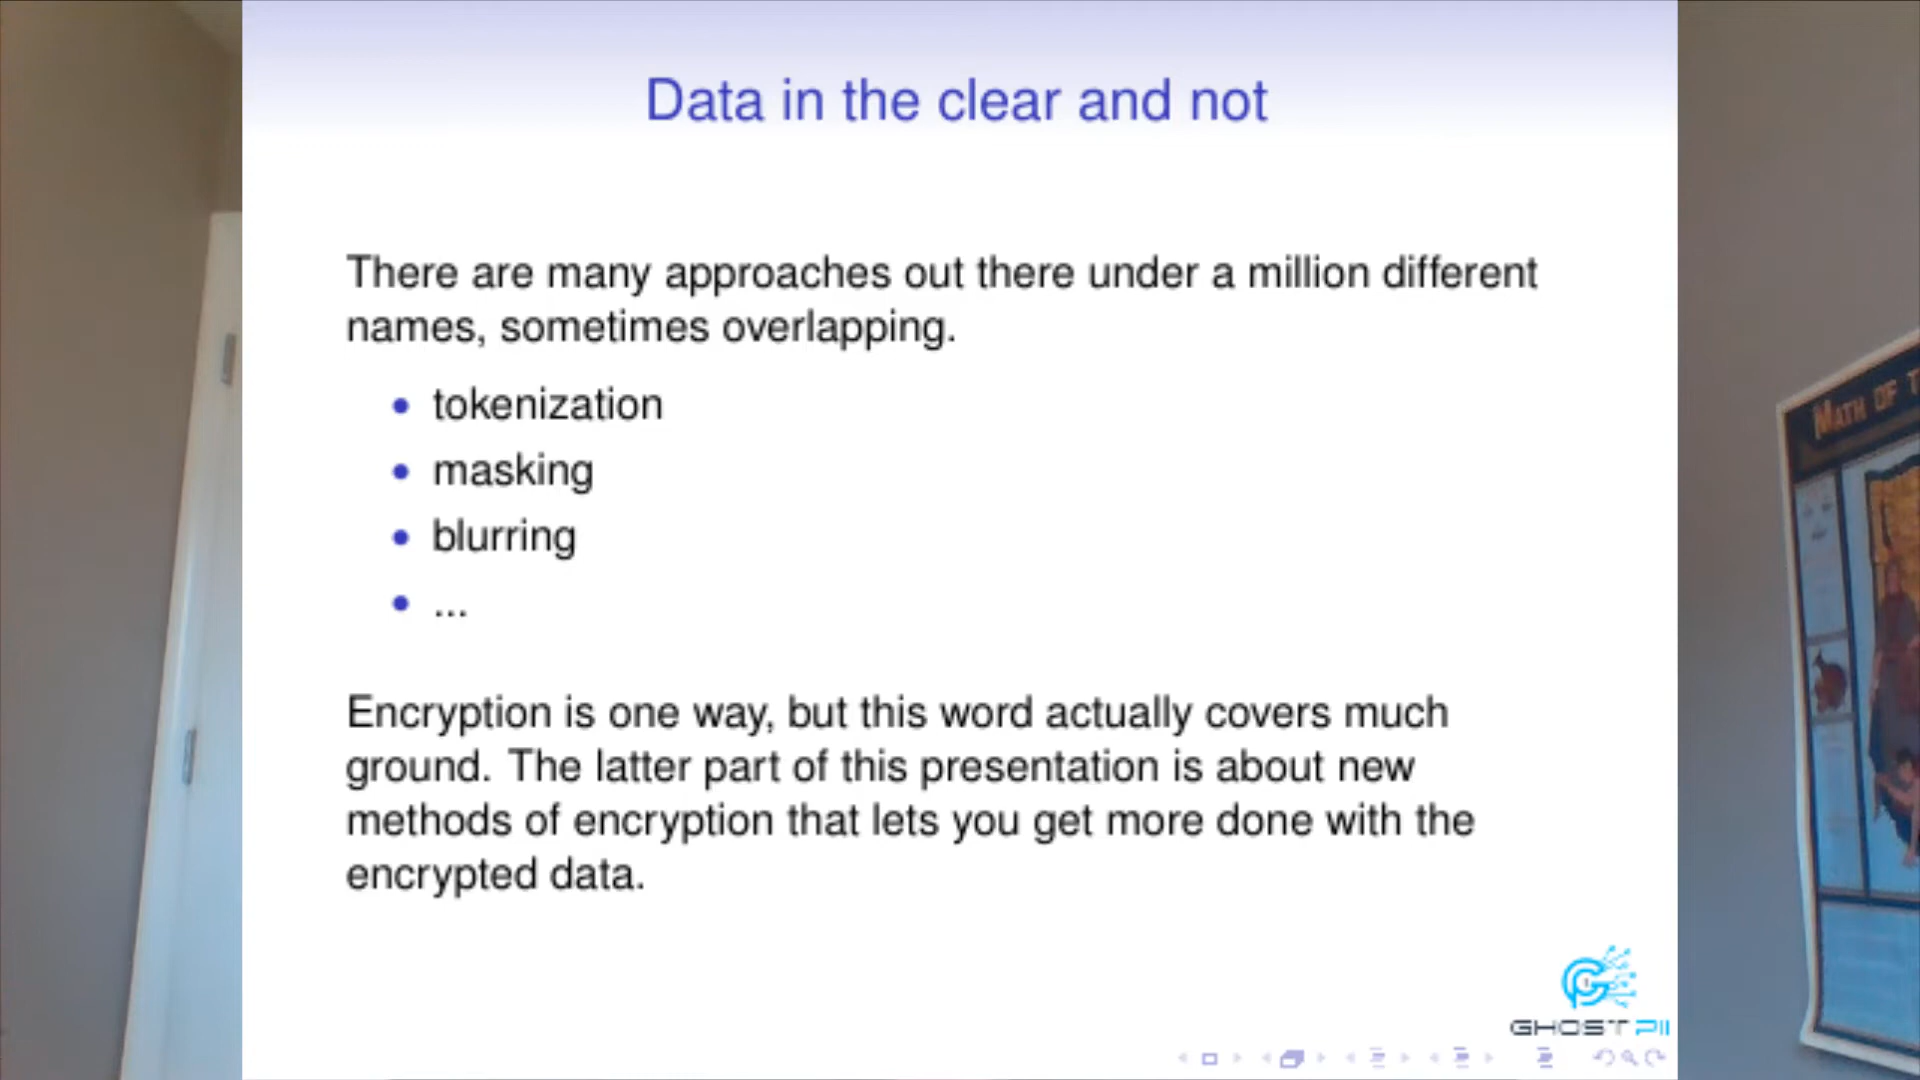 Data in the clear and not
There are many approaches out there under a million different
names, sometimes overlapping.
• tokenization
• masking
• blurring
• ...
Encryption is one way, but this word actually covers much
ground. The latter part of this presentation is about new
methods of encryption that lets you get more done with the
encrypted data.
GHOST PII
MATH OF